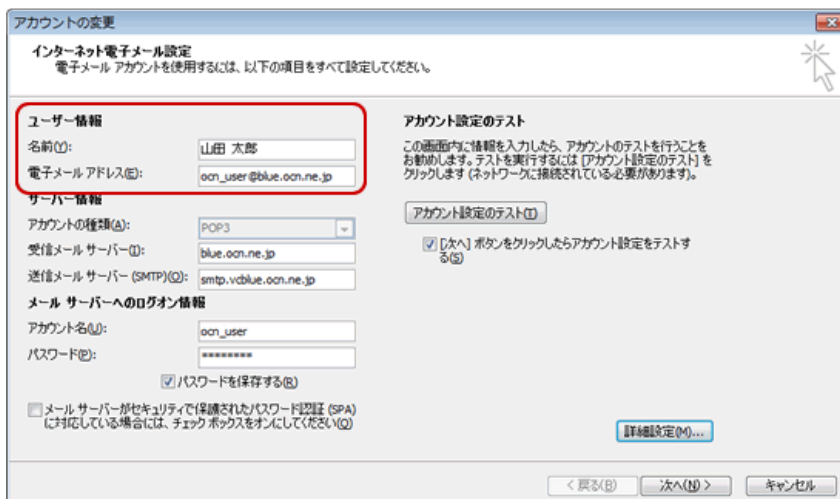 アカウントの変更
インターネット電子メール設定
電子メール アカウントを使用するには、以下の項目をすべて設定してください。
ユーザー情報
名前(Y):
山田 太郎
電子メール アドレス(E):
ocn_user@blue.ocn.ne.jp
サーバー情報
アカウントの種類(A):
POP3
受信メール サーバー(I):
blue.ocn.ne.jp
送信メール サーバー (SMTP)(O):
smtp.vcblue.ocn.ne.jp
メール サーバーへのログオン情報
アカウント名(U):
ocn_user
パスワード(P):
********
パスワードを保存する(R)
メール サーバーがセキュリティで保護されたパスワード認証 (SPA)
に対応している場合には、チェック ボックスをオンにしてください(Q)
アカウント設定のテスト
この画面内に情報を入力したら、アカウントのテストを行うことを
お勧めします。テストを実行するには [アカウント設定のテスト] を
クリックします (ネットワークに接続されている必要があります)。
アカウント設定のテスト(T)
[次へ] ボタンをクリックしたらアカウント設定をテストす
る(S)
詳細設定(M)...
< 戻る(B)
次へ(N) >
キャンセル